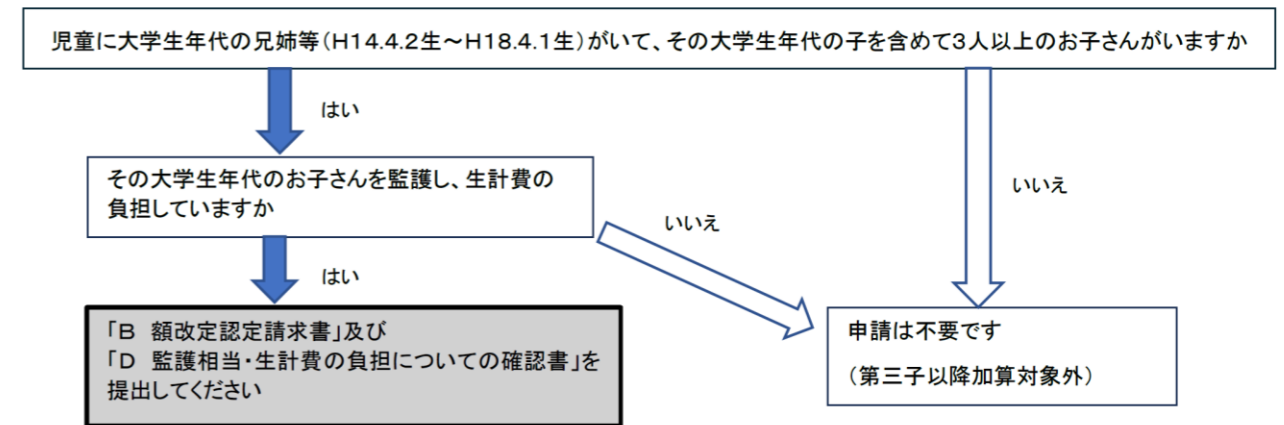 児童に大学生年代の兄姉等(H14.4.2生～H18.4.1生)がいて、その大学生年代の子を含めて3人以上のお子さんがいますか
はい
その大学生年代のお子さんを監護し、生計費の
負担していますか
いいえ
いいえ
はい
「B 額改定認定請求書」及び
「D 監護相当・生計費の負担についての確認書」を
提出してください
申請は不要です
(第三子以降加算対象外)